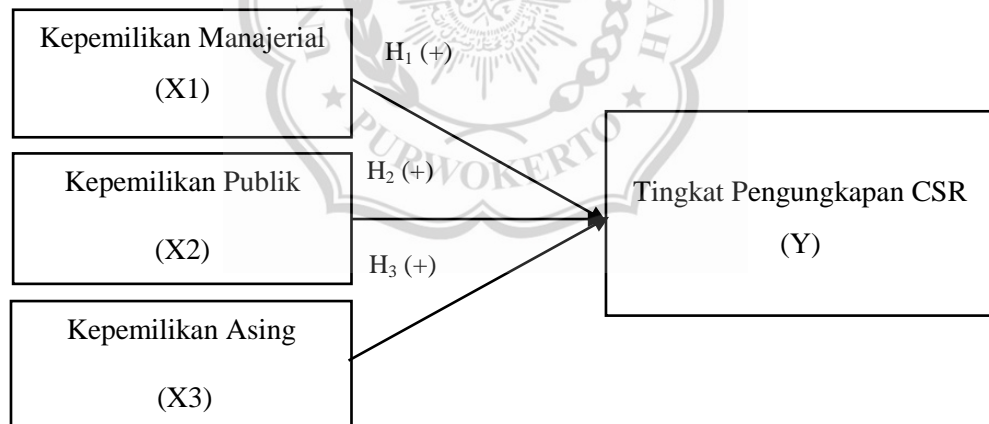 Kepemilikan Manajerial
(X1)
H₁ (+)
Kepemilikan Publik
(X2)
H₂ (+)
Kepemilikan Asing
(X3)
H₃ (+)
Tingkat Pengungkapan CSR
(Y)
PURWOKERTO